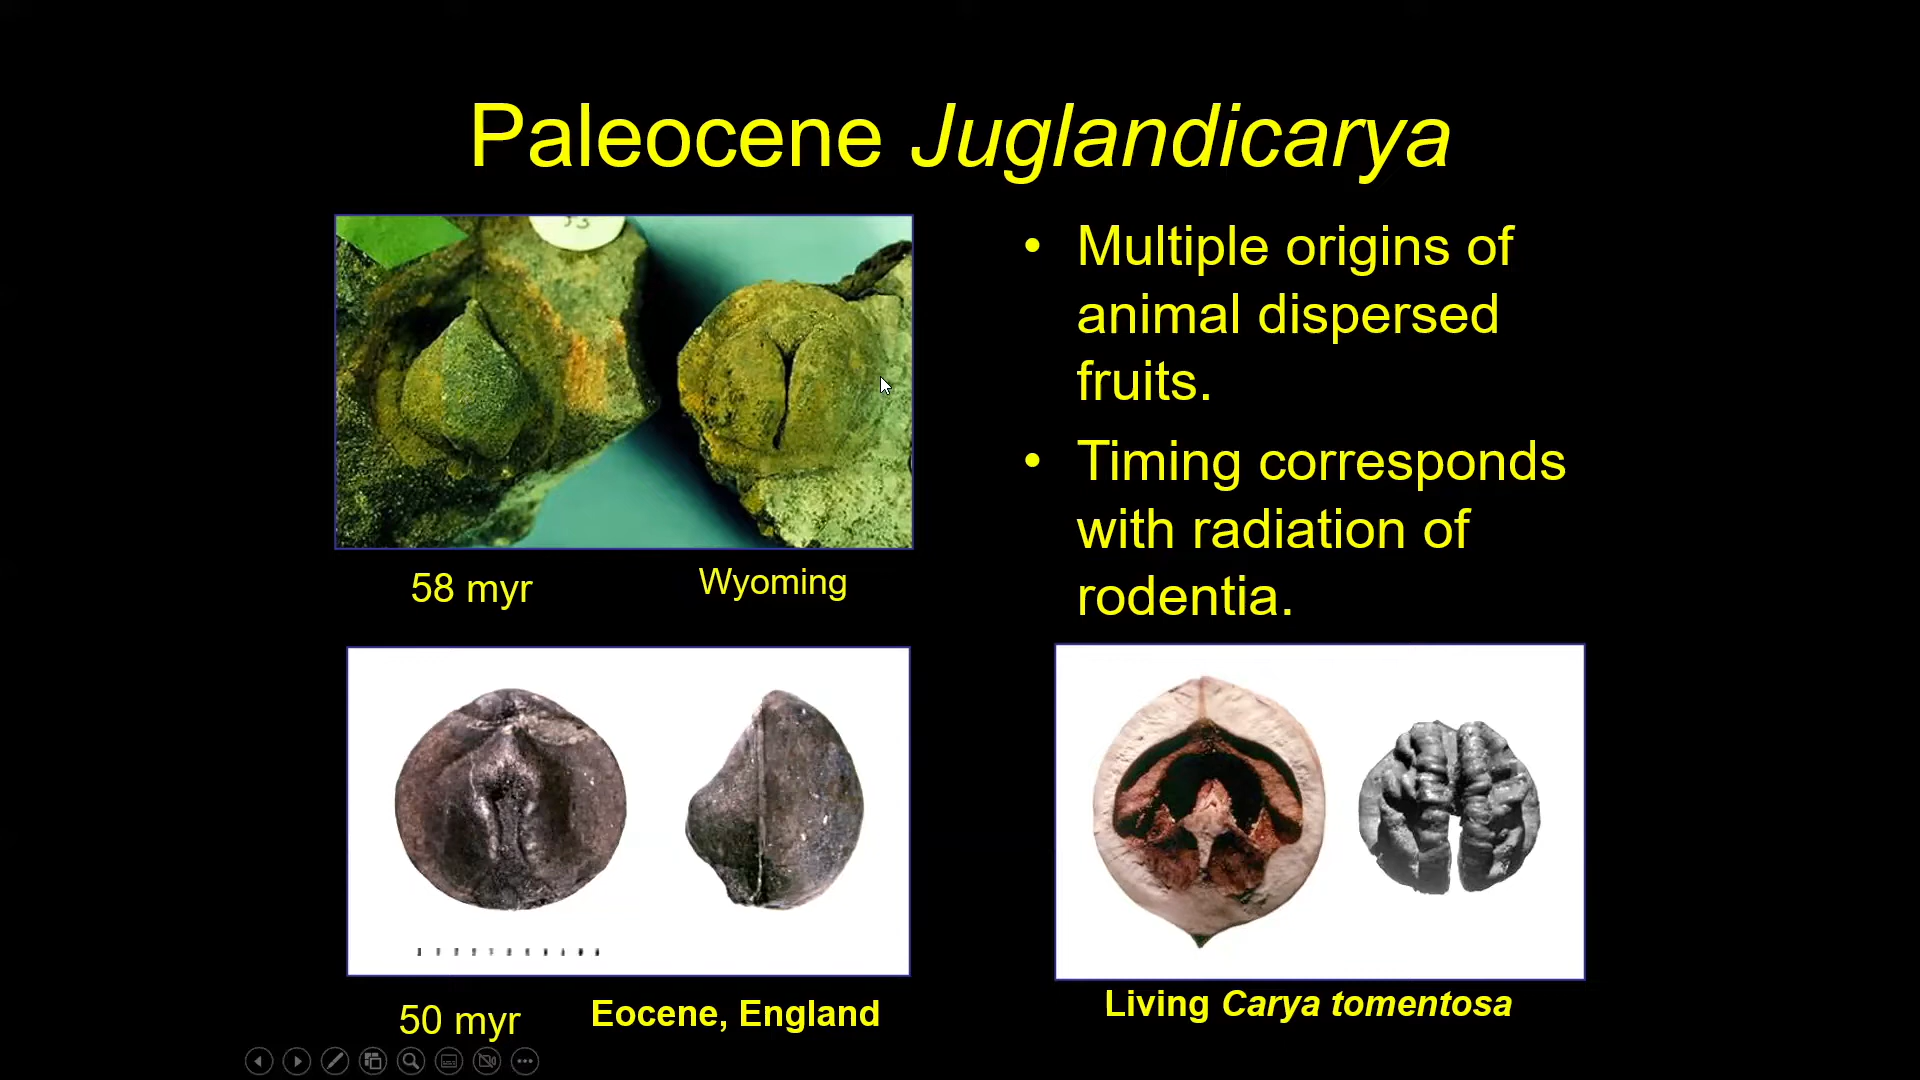 Paleocene Juglandicarya
• Multiple origins of
animal dispersed
fruits.
• Timing corresponds
with radiation of
rodentia.
58 myr
Wyoming
50 myr
Eocene, England
Living Carya tomentosa